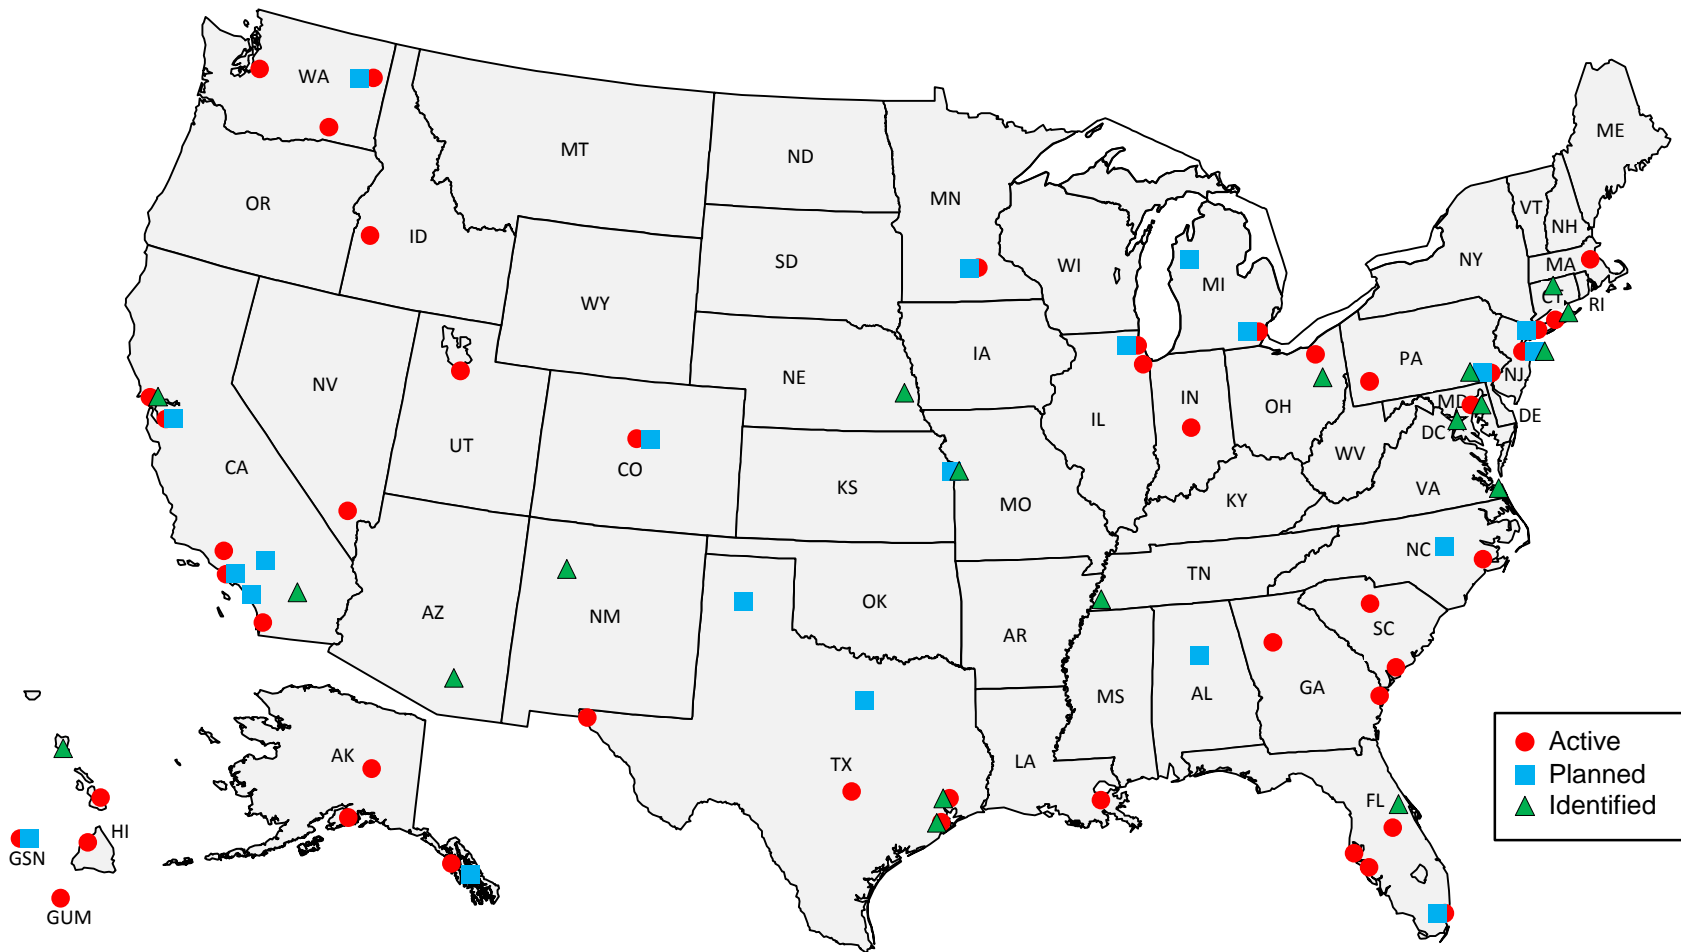 WA
ME
MT
ND
MN
VT
NH
OR
ID
SD
WI
MI
NY
MA
WY
CT
RI
IA
PA
NV
NE
NJ
IN
OH
MD
DE
IL
UT
CA
CO
DC
WV
KS
MO
KY
VA
NC
TN
AZ
NM
OK
AR
SC
MS
AL
GA
Active
AK
TX
LA
Planned
FL
Identified
HI
GSN
GUM